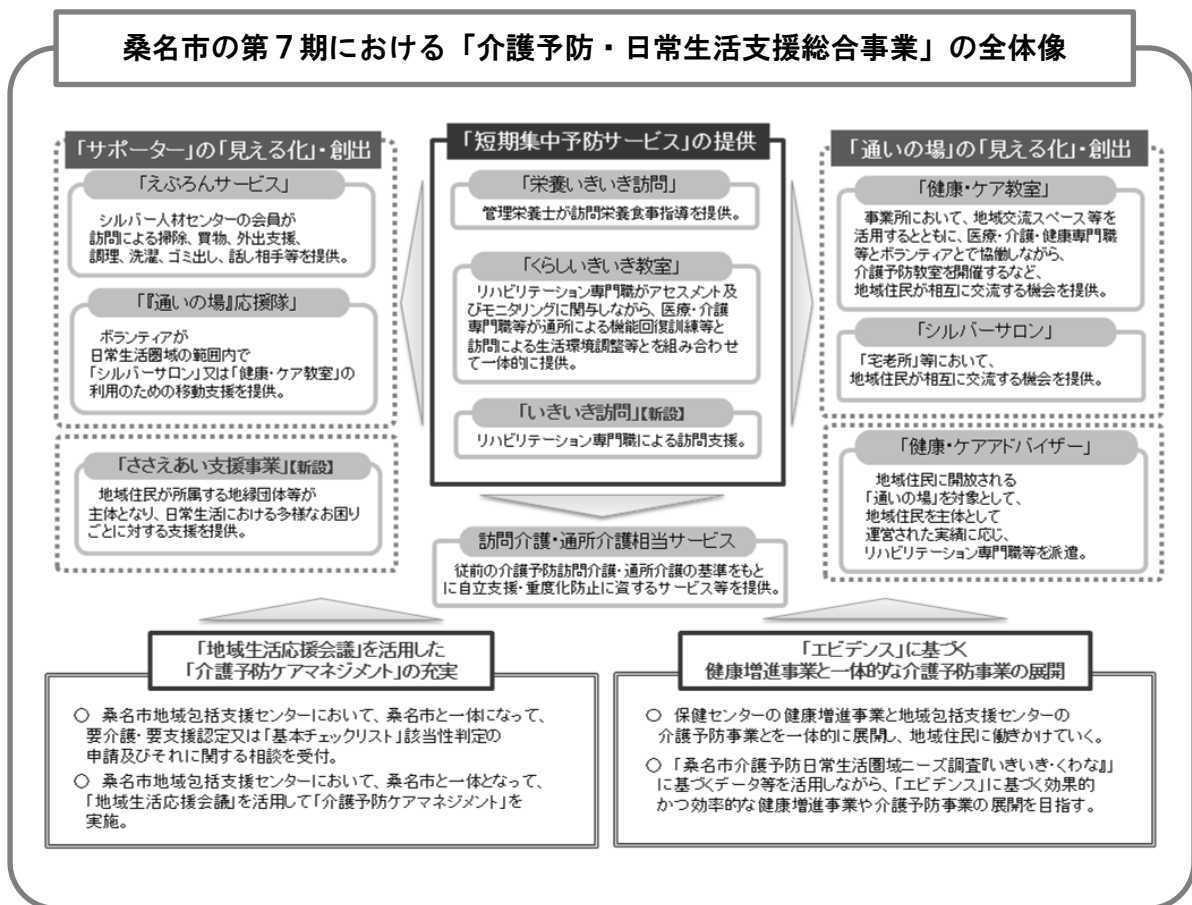 桑名市の第7期における「介護予防・日常生活支援総合事業」の全体像
「サポーター」の「見える化」・創出
「えぷろんサービス」
シルバー人材センターの会員が
訪問による掃除、買物、外出支援、
調理、洗濯、ゴミ出し、話し相手等を提供。
「『通いの場』応援隊」
ボランティアが
日常生活圏域の範囲内で
「シルバーサロン」又は「健康・ケア教室」の
利用のための移動支援を提供。
「ささえあい支援事業」【新設】
地域住民が所属する地縁団体等が
主体となり、日常生活における多様なお困り
ごとに対する支援を提供。
「短期集中予防サービス」の提供
「栄養いきいき訪問」
管理栄養士が訪問栄養食事指導を提供。
「くらしいきいき教室」
リハビリテーション専門職がアセスメント及
びモニタリングに関与しながら、医療・介護
専門職等が通所による機能回復訓練等と
訪問による生活環境調整等とを組み合わせ
て一体的に提供。
「いきいき訪問」【新設】
リハビリテーション専門職による訪問支援。
訪問介護・通所介護相当サービス
従前の介護予防訪問介護・通所介護の基準をもと
に自立支援・重度化防止に資するサービス等を提供。
「通いの場」の「見える化」・創出
「健康・ケア教室」
事業所において、地域交流スペース等を
活用するとともに、医療・介護・健康専門職
等とボランティアとで協働しながら、
介護予防教室を開催するなど、
地域住民が相互に交流する機会を提供。
「シルバーサロン」
「宅老所」等において、
地域住民が相互に交流する機会を提供。
「健康・ケアアドバイザー」
地域住民に開放される
「通いの場」を対象として、
地域住民を主体として
運営された実績に応じ、
リハビリテーション専門職等を派遣。
「地域生活応援会議」を活用した
「介護予防ケアマネジメント」の充実
○ 桑名市地域包括支援センターにおいて、桑名市と一体になって、
要介護・要支援認定又は「基本チェックリスト」該当性判定の
申請及びそれに関する相談を受付。
○ 桑名市地域包括支援センターにおいて、桑名市と一体となって、
「地域生活応援会議」を活用して「介護予防ケアマネジメント」を
実施。
「エビデンス」に基づく
健康増進事業と一体的な介護予防事業の展開
○ 保健センターの健康増進事業と地域包括支援センターの
介護予防事業とを一体的に展開し、地域住民に働きかけていく。
○ 「桑名市介護予防日常生活圏域ニーズ調査『いきいき・くわな』」
に基づくデータ等を活用しながら、「エビデンス」に基づく効果的
かつ効率的な健康増進事業や介護予防事業の展開を目指す。